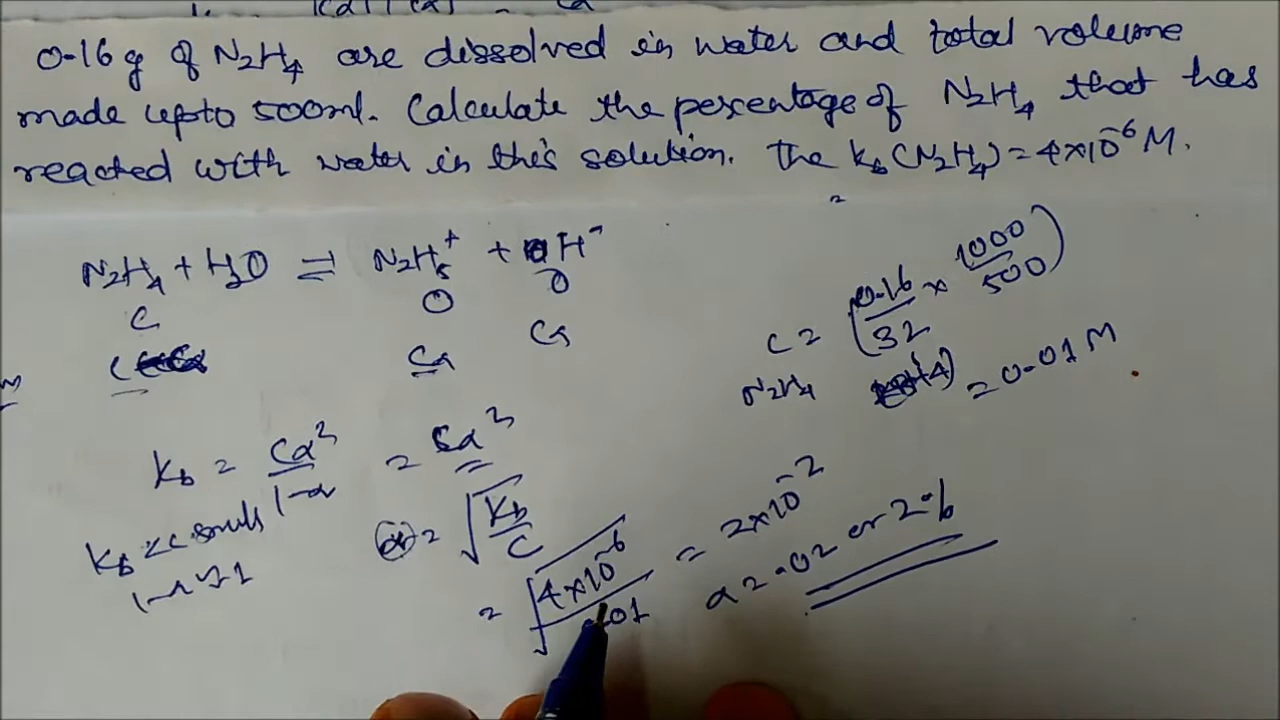 0.16 g of N₂H₄ are dissolved in water and total volume
made upto 500ml. Calculate the percentage of N₂H₄ that has
reacted with water in this solution. The kb(N₂H₄) = 4×10⁻⁶ M.
N₂H₄ + H₂O ⇌ N₂H₅⁺ + OH⁻
C 0 0
Cα Cα
C = (0.16/32 × 1000/500)
N₂H₄ = 0.01 M
Kb = Cα²/1-α = Cα²
Kb <<
1-α ≃ 1
α = √Kb/C
= √4×10⁻⁶/.01 = 2×10⁻²
α = .02 or 2%